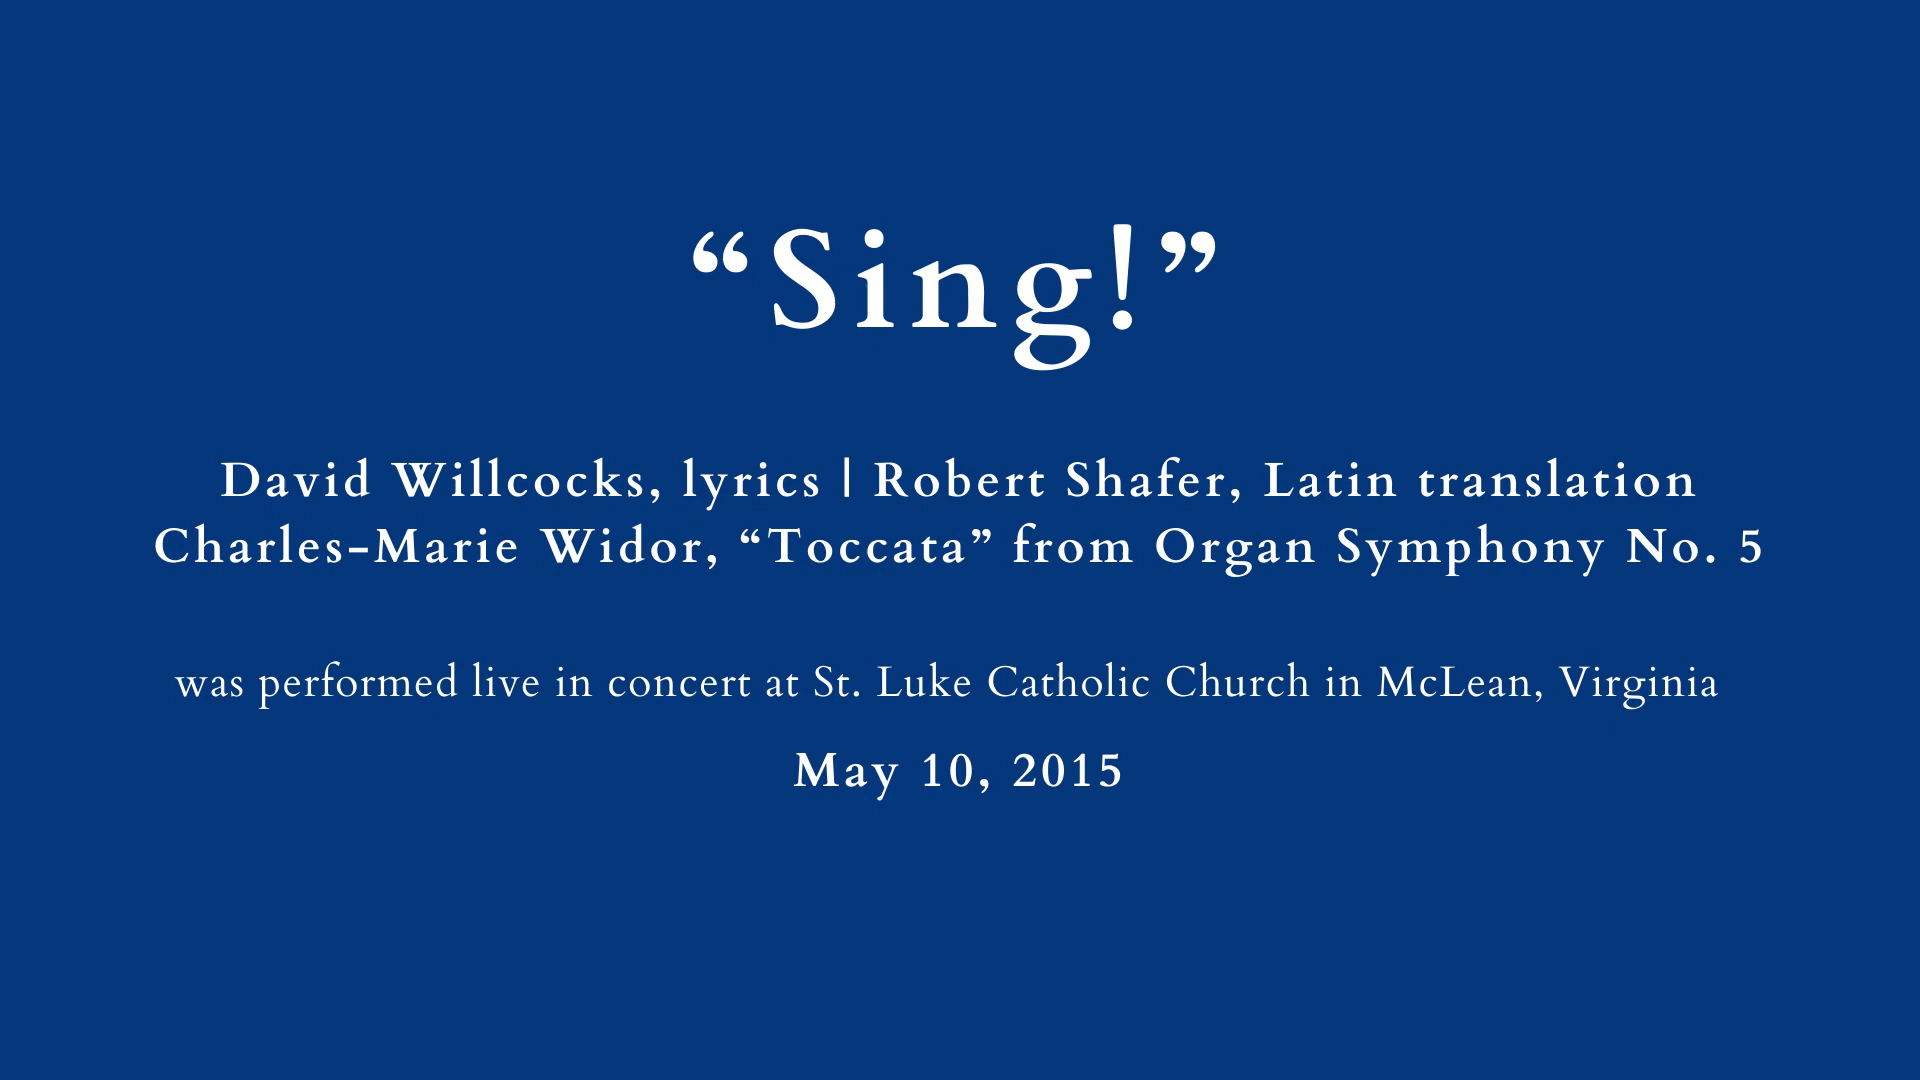 “Sing!”
David Willcocks, lyrics | Robert Shafer, Latin translation
Charles-Marie Widor, “Toccata” from Organ Symphony No. 5
was performed live in concert at St. Luke Catholic Church in McLean, Virginia
May 10, 2015